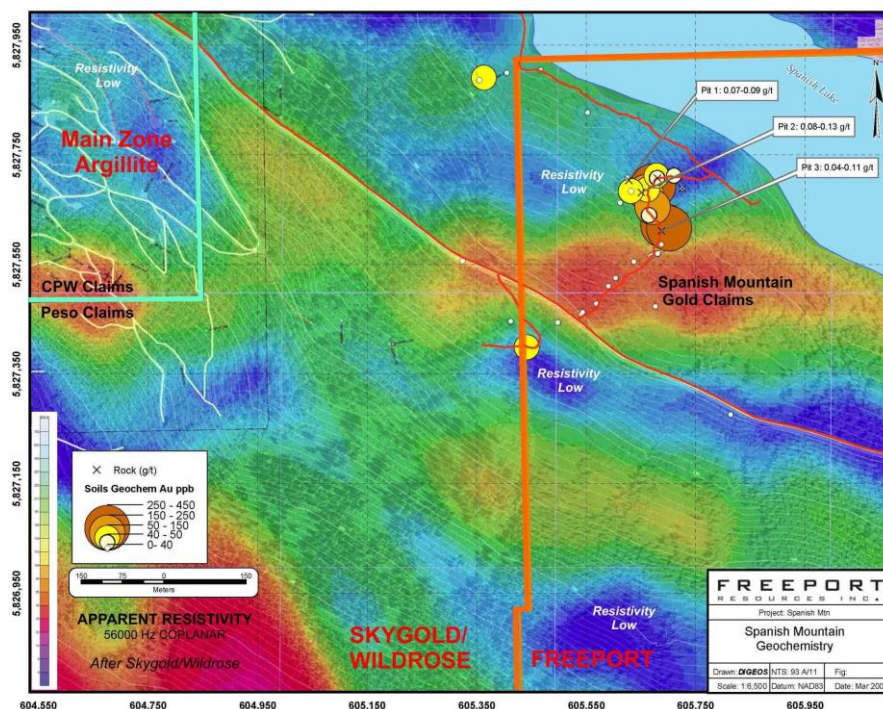 5,827,950
5,827,750
5,827,550
5,827,350
5,827,150
5,826,950
Resistivity
Low
Main Zone
Argillite
CPW Claims
Peso Claims
Spanish Lake
N
Pit 1: 0.07-0.09 g/t
Pit 2: 0.08-0.13 g/t
Pit 3: 0.04-0.11 g/t
Resistivity
Low
Spanish Mountain
Gold Claims
Resistivity
Low
Rock (g/t)
Soils Geochem Au ppb
250 - 450
150 - 250
50 - 150
40 - 50
0- 40
150 75 0 150
Meters
APPARENT RESISTIVITY
56000 Hz COPLANAR
After Skygold/Wildrose
SKYGOLD/
WILDROSE
FREEPORT
Resistivity
Low
FREEPORT
RESOURCES INC.
Project: Spanish Mtn
Spanish Mountain
Geochemistry
Drawn: DIGEOS NTS: 93 A/11 Fig:
Scale: 1:6,500 Datum: NAD83 Date: Mar 200
604.550 604.750 604.950 605.150 605.350 605.550 605.750 605.950